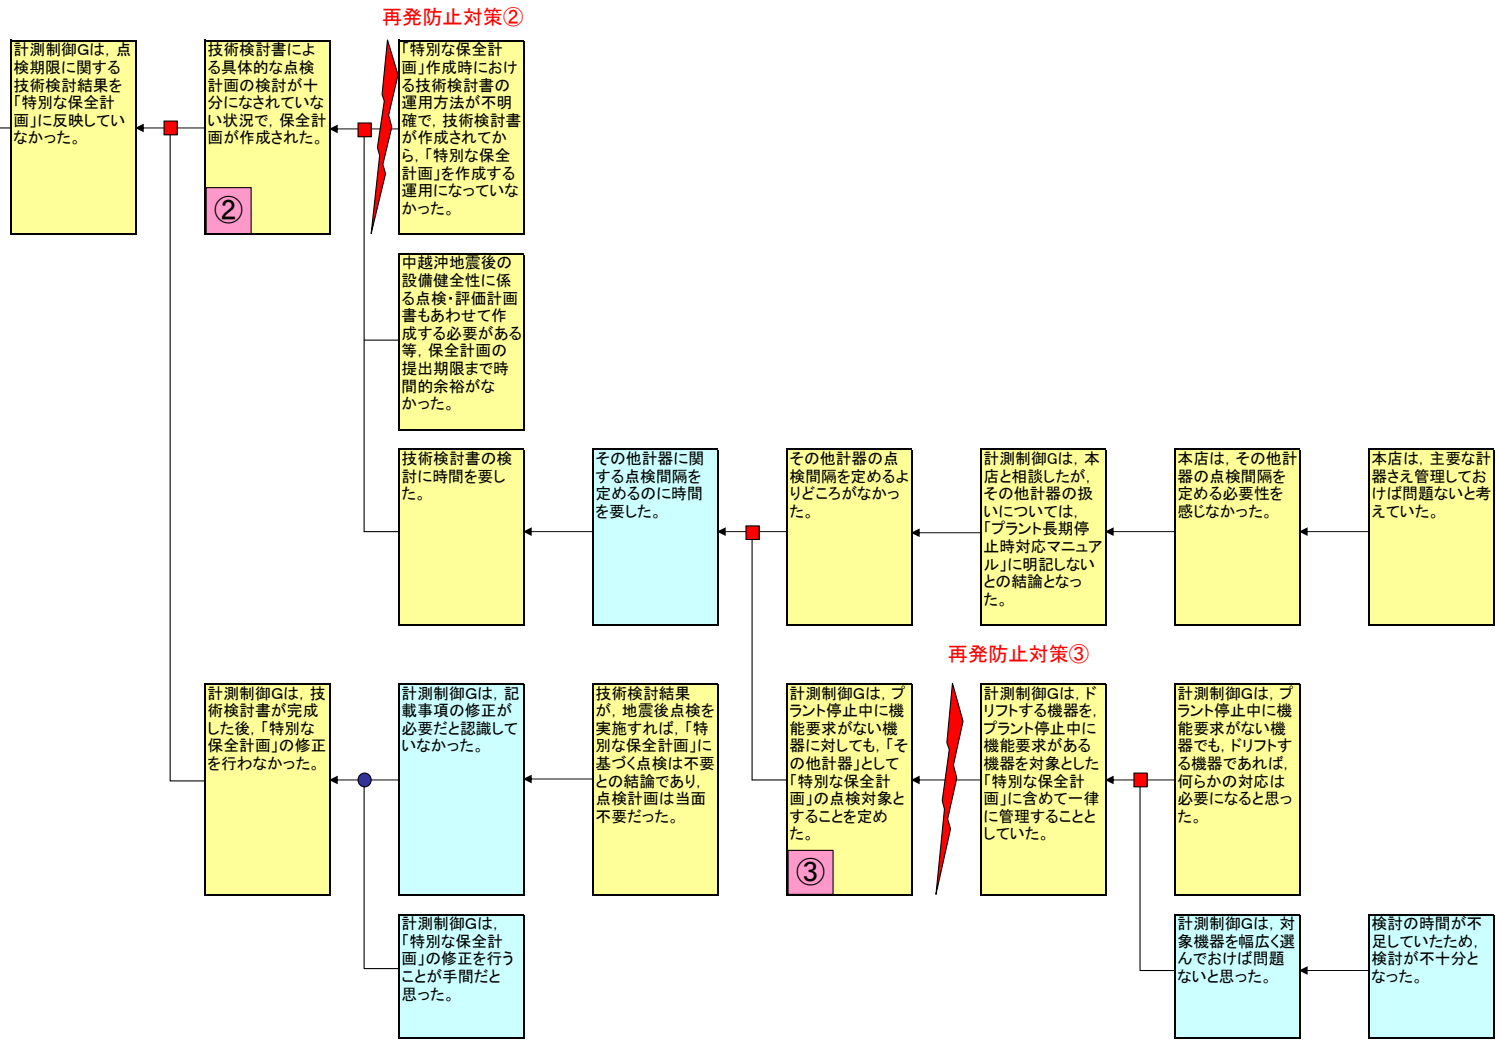 再発防止対策②
計測制御Gは，点
検期限に関する
技術検討結果を
「特別な保全計
画」に反映してい
なかった。
技術検討書によ
る具体的な点検
計画の検討が十
分になされていな
い状況で，保全計
画が作成された。
②
「特別な保全計
画」作成時におけ
る技術検討書の
運用方法が不明
確で，技術検討書
が作成されてか
ら，「特別な保全
計画」を作成する
運用になっていな
かった。
中越沖地震後の
設備健全性に係
る点検・評価計画
書もあわせて作
成する必要がある
等，保全計画の
提出期限まで時
間的余裕がな
かった。
技術検討書の検
討に時間を要し
た。
その他計器に関
する点検間隔を
定めるのに時間
を要した。
その他計器の点
検間隔を定めるよ
りどころがなかっ
た。
計測制御Gは，本
店と相談したが，
その他計器の扱
いについては，
「プラント長期停
止時対応マニュア
ル」に明記しない
との結論となっ
た。
本店は，その他計
器の点検間隔を
定める必要性を
感じなかった。
本店は，主要な計
器さえ管理してお
けば問題ないと考
えていた。
再発防止対策③
計測制御Gは，技
術検討書が完成
した後，「特別な
保全計画」の修正
を行わなかった。
計測制御Gは，記
載事項の修正が
必要だと認識して
いなかった。
技術検討結果
が，地震後点検を
実施すれば，「特
別な保全計画」に
基づく点検は不要
との結論であり，
点検計画は当面
不要だった。
計測制御Gは，プ
ラント停止中に機
能要求がない機
器に対しても，「そ
の他計器」として
「特別な保全計
画」の点検対象と
することを定め
た。
③
計測制御Gは，ド
リフトする機器を，
プラント停止中に
機能要求がある
機器を対象とした
「特別な保全計
画」に含めて一律
に管理することと
していた。
計測制御Gは，プ
ラント停止中に機
能要求がない機
器でも，ドリフトす
る機器であれば，
何らかの対応は
必要になると思っ
た。
計測制御Gは，
「特別な保全計
画」の修正を行う
ことが手間だと
思った。
計測制御Gは，対
象機器を幅広く選
んでおけば問題
ないと思った。
検討の時間が不
足していたため，
検討が不十分と
なった。